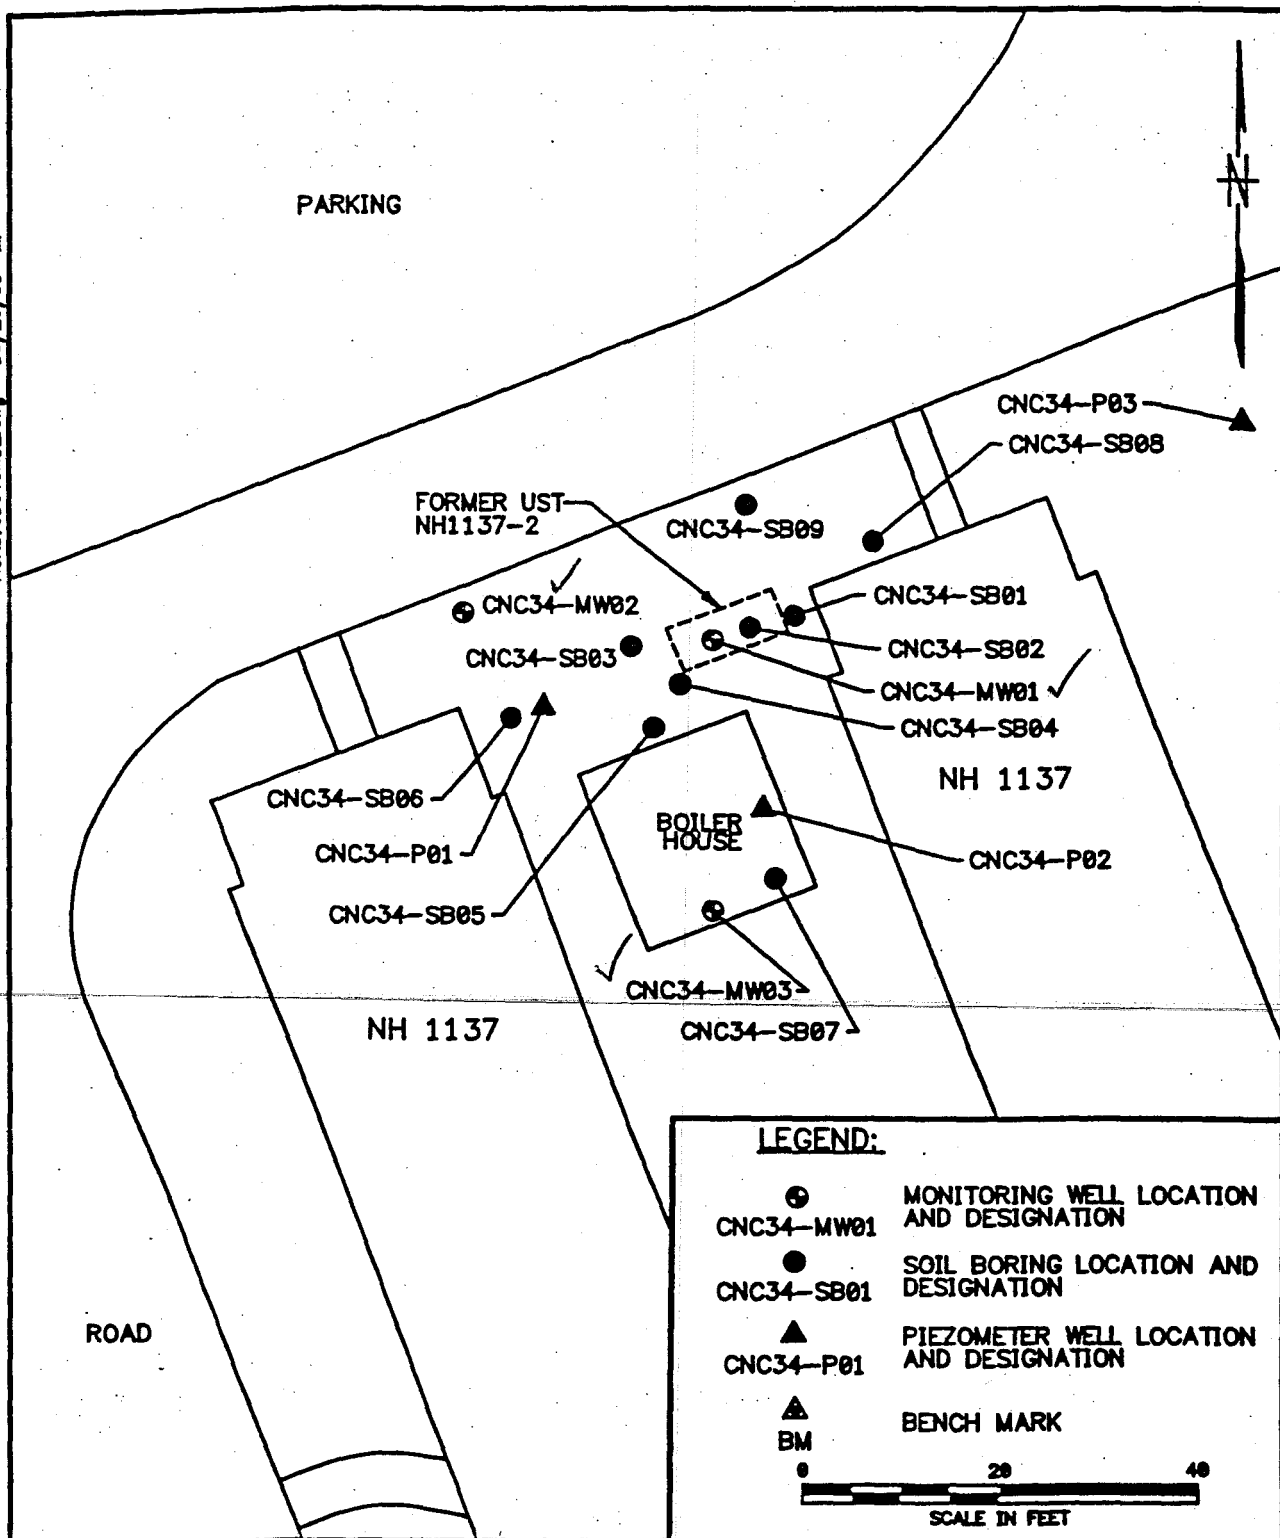 PARKING
N
CNC34-P03
CNC34-SB08
FORMER UST
NH1137-2
CNC34-SB09
CNC34-MW02
CNC34-SB01
CNC34-SB03
CNC34-SB02
CNC34-MW01
CNC34-SB04
NH 1137
CNC34-SB06
BOILER
HOUSE
CNC34-P01
CNC34-P02
CNC34-SB05
CNC34-MW03
NH 1137
CNC34-SB07
LEGEND:
MONITORING WELL LOCATION
AND DESIGNATION
CNC34-MW01
SOIL BORING LOCATION AND
DESIGNATION
CNC34-SB01
ROAD
PIEZOMETER WELL LOCATION
AND DESIGNATION
CNC34-P01
BENCH MARK
BM
0 20 40
SCALE IN FEET